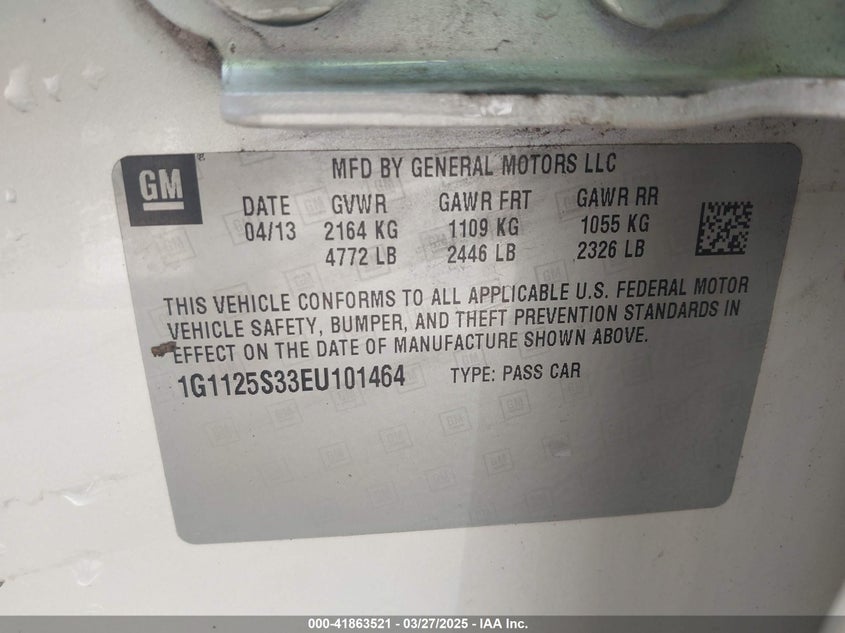 GM
MFD BY GENERAL MOTORS LLC
DATE GVWR GAWR FRT GAWR RR
04/13 2164 KG 1109 KG 1055 KG
4772 LB 2446 LB 2326 LB
THIS VEHICLE CONFORMS TO ALL APPLICABLE U.S. FEDERAL MOTOR
VEHICLE SAFETY, BUMPER, AND THEFT PREVENTION STANDARDS IN
EFFECT ON THE DATE OF MANUFACTURE SHOWN ABOVE.
1G1125S33EU101464 TYPE: PASS CAR
000-41863521 - 03/27/2025 - IAA Inc.